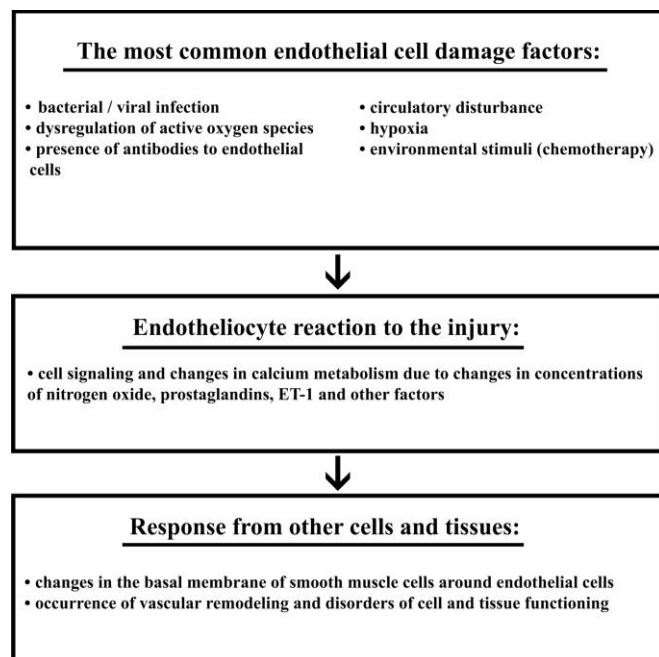 The most common endothelial cell damage factors:
• bacterial / viral infection
• dysregulation of active oxygen species
• presence of antibodies to endothelial
cells
• circulatory disturbance
• hypoxia
• environmental stimuli (chemotherapy)
Endotheliocyte reaction to the injury:
• cell signaling and changes in calcium metabolism due to changes in concentrations
of nitrogen oxide, prostaglandins, ET-1 and other factors
Response from other cells and tissues:
• changes in the basal membrane of smooth muscle cells around endothelial cells
• occurrence of vascular remodeling and disorders of cell and tissue functioning